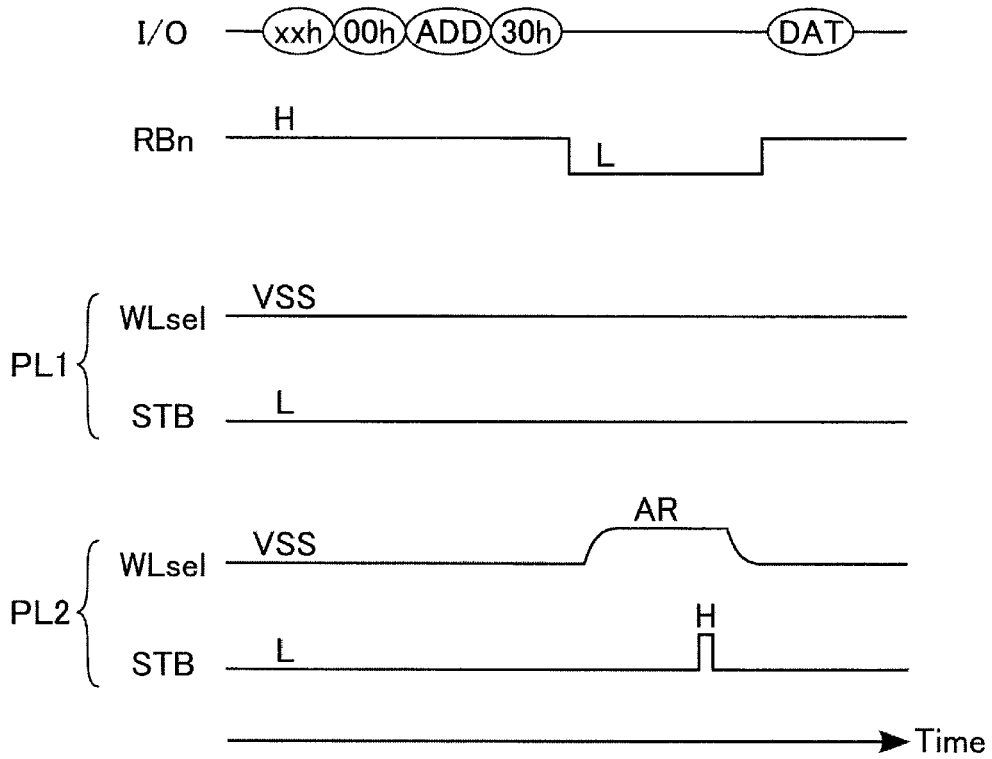 I/O xxh 00h ADD 30h DAT
RBn H L
PL1
WLsel VSS
STB L
PL2
WLsel VSS AR
STB L H
Time